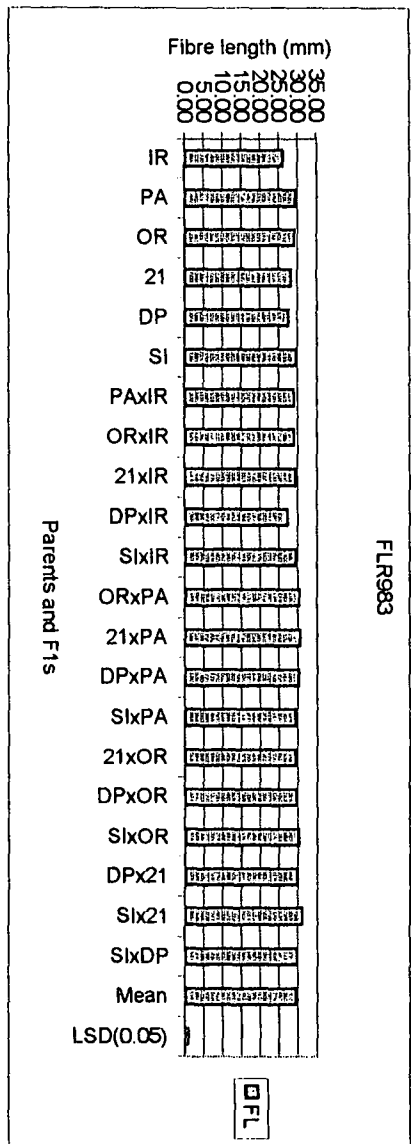 FLR983
Fibre length (mm)
35.00
30.00
25.00
20.00
15.00
10.00
5.00
0.00
IR
PA
OR
21
DP
SI
PAxIR
ORxIR
21xIR
DPxIR
SIxIR
ORxPA
21xPA
DPxPA
SIxPA
21xOR
DPxOR
SIxOR
DPx21
SIx21
SIxDP
Mean
LSD(0.05)
Parents and F1s
FL